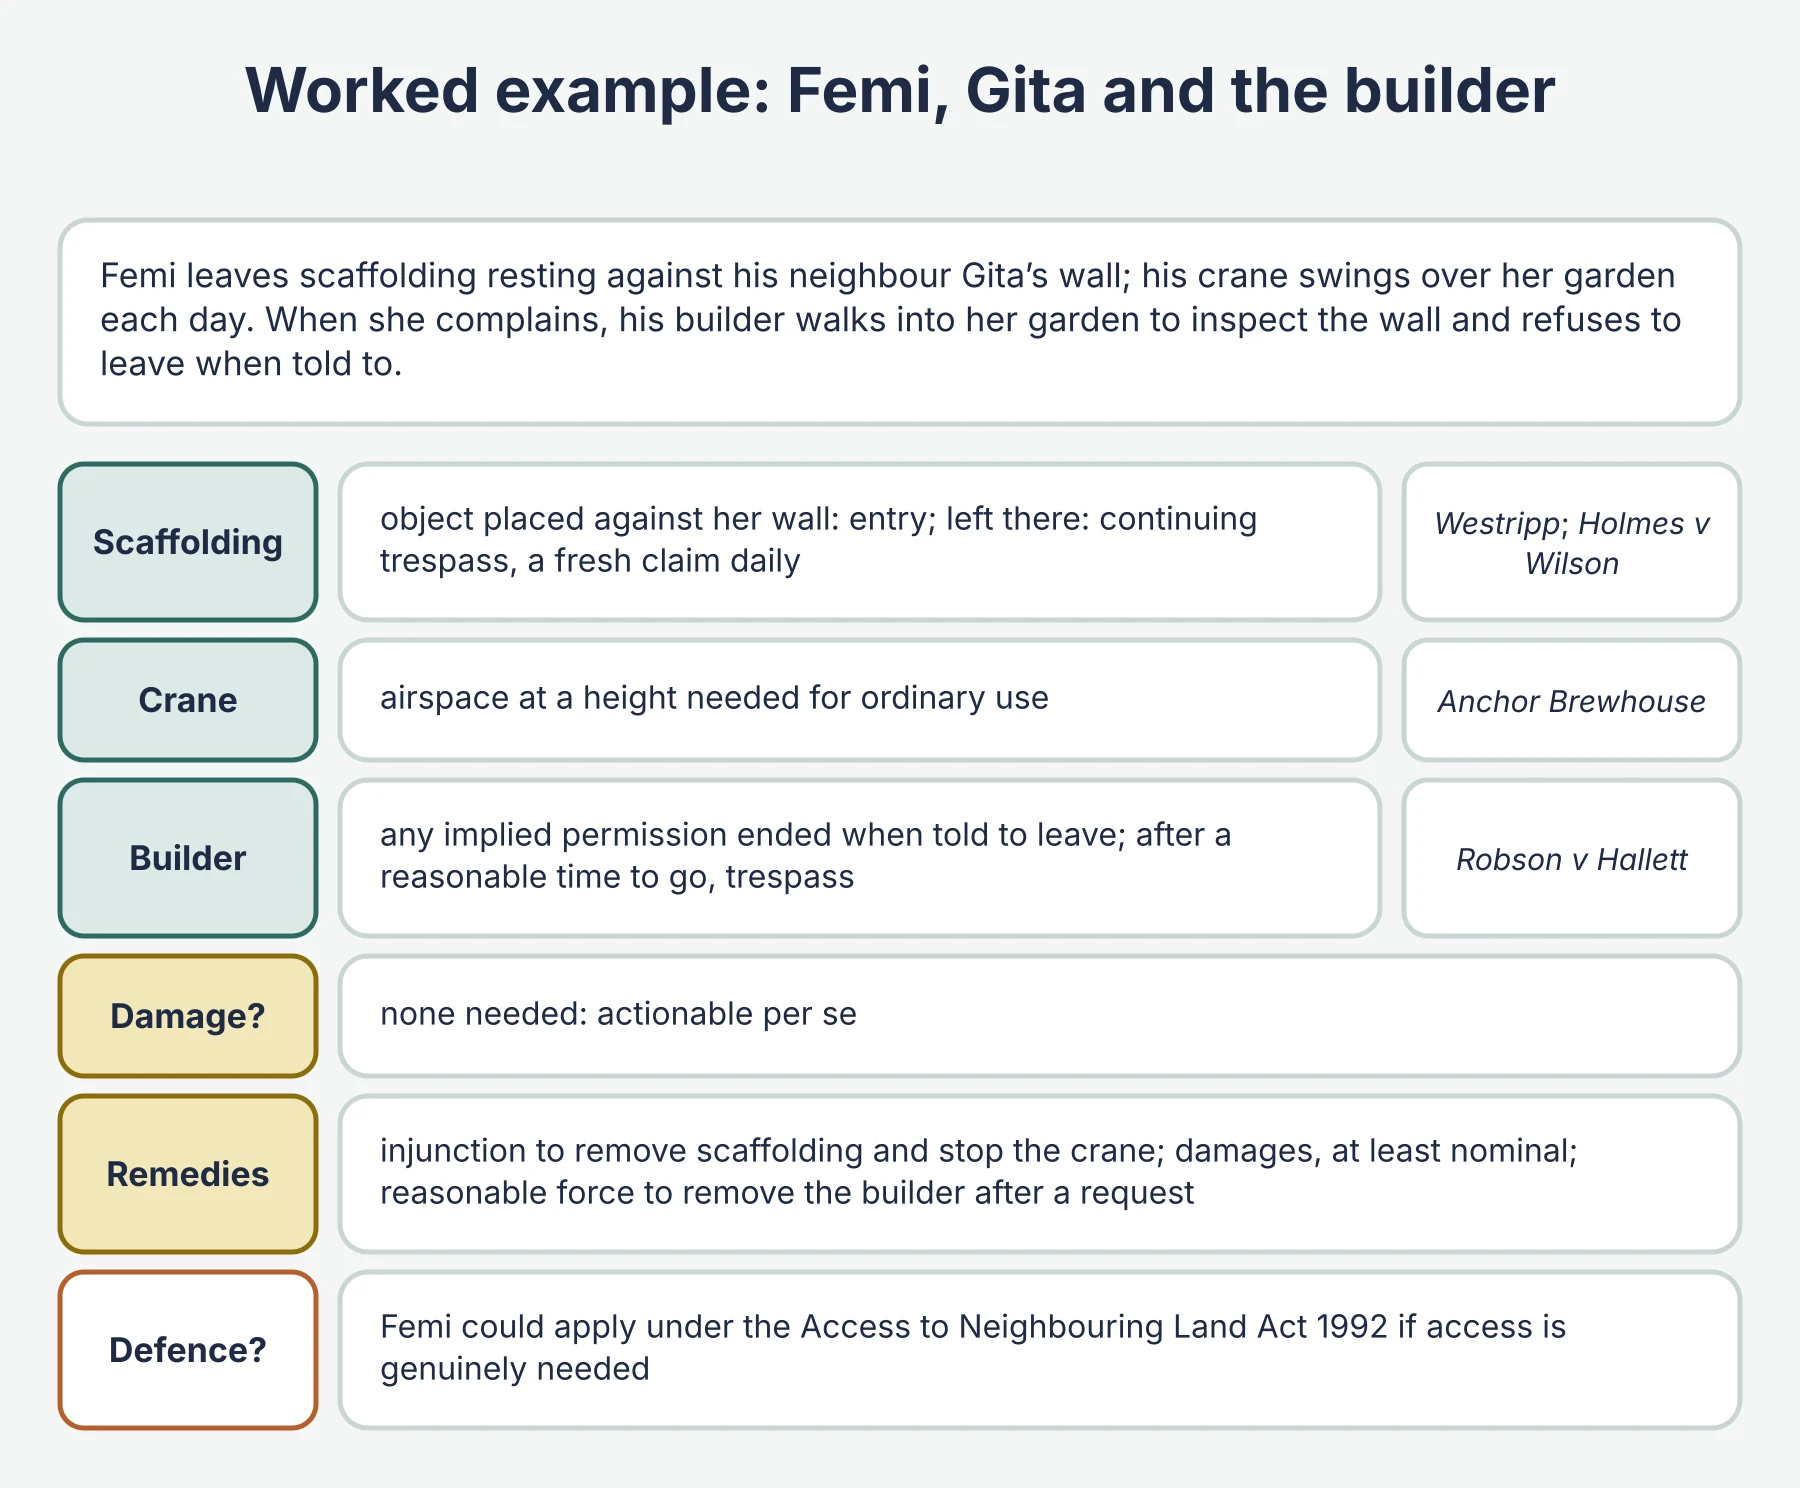 Worked example: Femi, Gita and the builder
Femi leaves scaffolding resting against his neighbour Gita’s wall; his crane swings over her garden
each day. When she complains, his builder walks into her garden to inspect the wall and refuses to
leave when told to.
Scaffolding
object placed against her wall: entry; left there: continuing
trespass, a fresh claim daily
Westripp; Holmes v
Wilson
Crane
airspace at a height needed for ordinary use
Anchor Brewhouse
Builder
any implied permission ended when told to leave; after a
reasonable time to go, trespass
Robson v Hallett
Damage?
none needed: actionable per se
Remedies
injunction to remove scaffolding and stop the crane; damages, at least nominal;
reasonable force to remove the builder after a request
Defence?
Femi could apply under the Access to Neighbouring Land Act 1992 if access is
genuinely needed